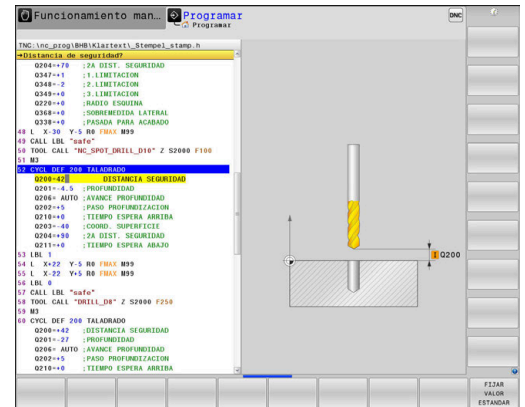 Funcionamiento man...
Programar
Programar
DNC
TNC:\nc_prog\BHB\Klartext\_Stempel_stamp.h
→Distancia de seguridad?
Q204=+70 ;2A DIST. SEGURIDAD
Q347=+1 ;1.LIMITACION
Q348=-2 ;2.LIMITACION
Q349=+0 ;3.LIMITACION
Q220=+0 ;RADIO ESQUINA
Q368=+0 ;SOBREMEDIDA LATERAL
Q338=+0 ;PASADA PARA ACABADO
48 L X-30 Y-5 R0 FMAX M99
49 CALL LBL "safe"
50 TOOL CALL "NC_SPOT_DRILL_D10" Z S2000 F100
51 M3
52 CYCL DEF 200 TALADRADO
Q200=42 DISTANCIA SEGURIDAD
Q201=-4.5 ;PROFUNDIDAD
Q206= AUTO ;AVANCE PROFUNDIDAD
Q202=+5 ;PASO PROFUNDIZACION
Q210=+0 ;TIEMPO ESPERA ARRIBA
Q203=-40 ;COORD. SUPERFICIE
Q204=+90 ;2A DIST. SEGURIDAD
Q211=+0 ;TIEMPO ESPERA ABAJO
53 LBL 1
54 L X+22 Y-5 R0 FMAX M99
55 L X-22 Y+5 R0 FMAX M99
56 LBL 0
57 CALL LBL "safe"
58 TOOL CALL "DRILL_D8" Z S2000 F250
59 M3
60 CYCL DEF 200 TALADRADO
Q200=+42 ;DISTANCIA SEGURIDAD
Q201=-27 ;PROFUNDIDAD
Q206= AUTO ;AVANCE PROFUNDIDAD
Q202=+5 ;PASO PROFUNDIZACION
Q210=+0 ;TIEMPO ESPERA ARRIBA
Q200
FIJAR
VALOR
ESTANDAR